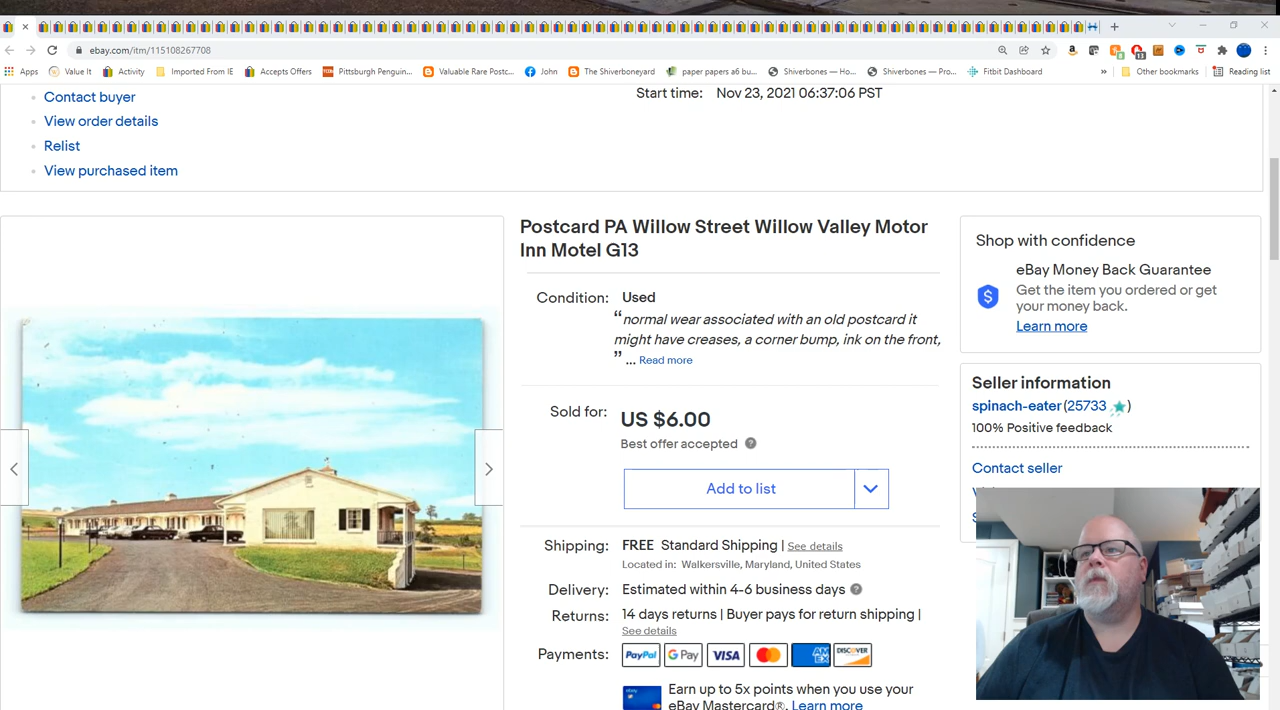 ebay.com/itm/115108267708
Apps
Value It
Activity
Imported From IE
Accepts Offers
Pittsburgh Penguin...
Valuable Rare Postc...
John
The Shiverboneyard
paper papers a6 bu...
Shiverbones — Ho...
Shiverbones — Pro...
Fitbit Dashboard
»
Other bookmarks
Reading list
Contact buyer
View order details
Relist
View purchased item
Start time: Nov 23, 2021 06:37:06 PST
Postcard PA Willow Street Willow Valley Motor
Inn Motel G13
Condition: Used
“normal wear associated with an old postcard it
might have creases, a corner bump, ink on the front,
” ... Read more
Sold for: US $6.00
Best offer accepted
Add to list
Shipping: FREE Standard Shipping | See details
Located in: Walkersville, Maryland, United States
Delivery: Estimated within 4-6 business days
Returns: 14 days returns | Buyer pays for return shipping |
See details
Payments: PayPal G Pay VISA AM EX DISCOVER
Earn up to 5x points when you use your
eBay Mastercard®. Learn more
Shop with confidence
eBay Money Back Guarantee
Get the item you ordered or get
your money back.
Learn more
Seller information
spinach-eater (25733)
100% Positive feedback
Contact seller